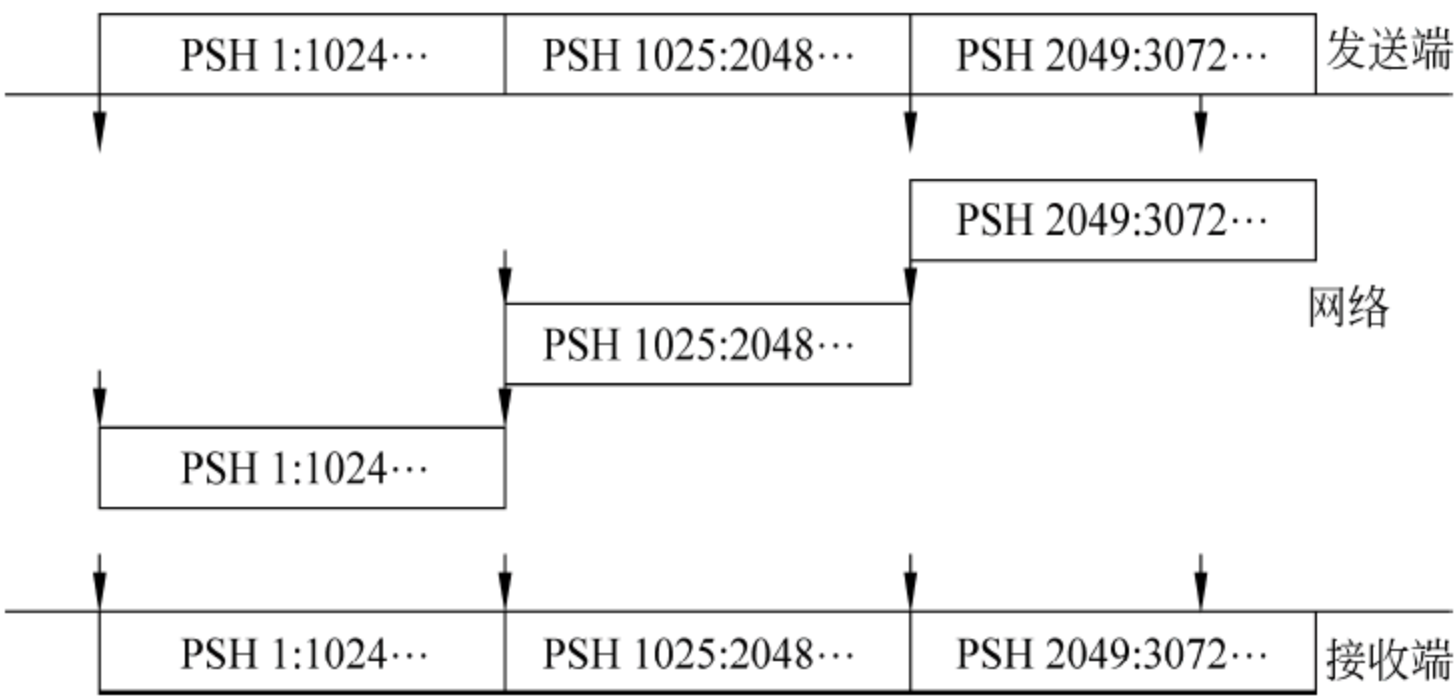 PSH 1:1024… PSH 1025:2048… PSH 2049:3072… 发送端
PSH 2049:3072…
网络
PSH 1025:2048…
PSH 1:1024…
PSH 1:1024… PSH 1025:2048… PSH 2049:3072… 接收端